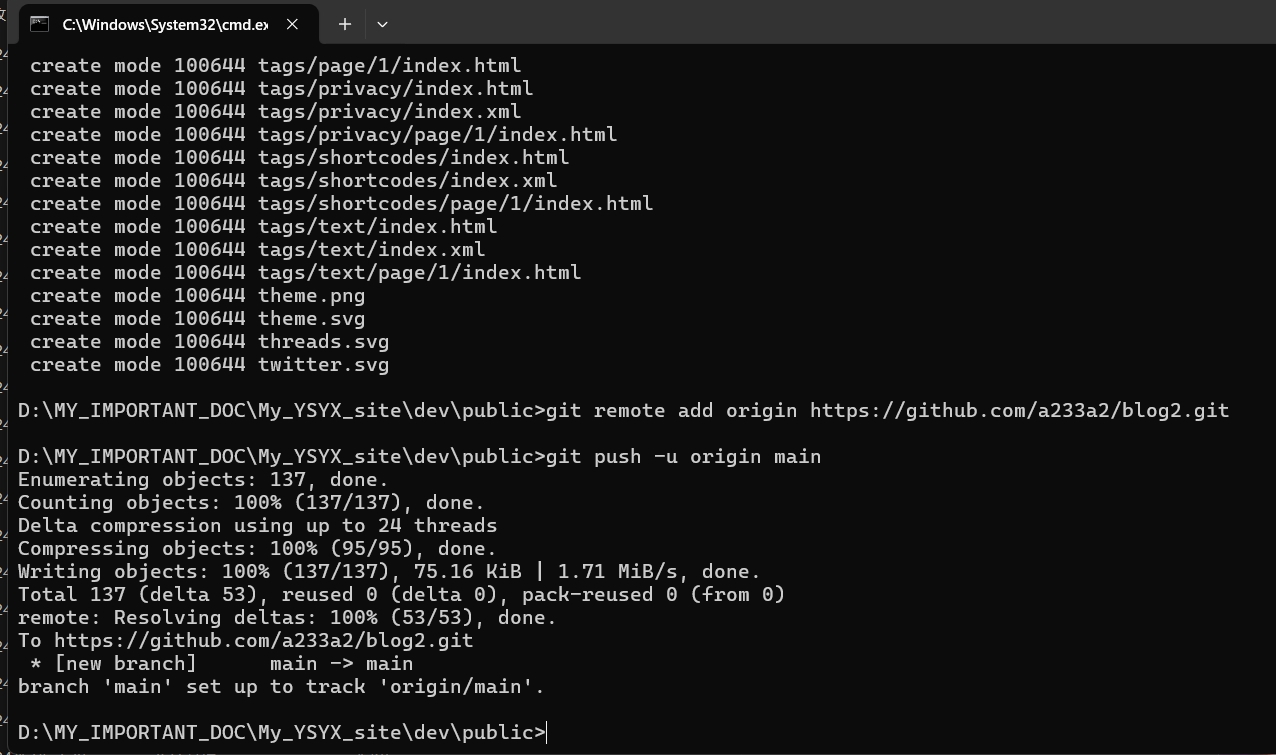 C:\Windows\System32\cmd.ex
create mode 100644 tags/page/1/index.html
create mode 100644 tags/privacy/index.html
create mode 100644 tags/privacy/index.xml
create mode 100644 tags/privacy/page/1/index.html
create mode 100644 tags/shortcodes/index.html
create mode 100644 tags/shortcodes/index.xml
create mode 100644 tags/shortcodes/page/1/index.html
create mode 100644 tags/text/index.html
create mode 100644 tags/text/index.xml
create mode 100644 tags/text/page/1/index.html
create mode 100644 theme.png
create mode 100644 theme.svg
create mode 100644 threads.svg
create mode 100644 twitter.svg
D:\MY_IMPORTANT_DOC\My_YSYX_site\dev\public>git remote add origin https://github.com/a233a2/blog2.git
D:\MY_IMPORTANT_DOC\My_YSYX_site\dev\public>git push -u origin main
Enumerating objects: 137, done.
Counting objects: 100% (137/137), done.
Delta compression using up to 24 threads
Compressing objects: 100% (95/95), done.
Writing objects: 100% (137/137), 75.16 KiB | 1.71 MiB/s, done.
Total 137 (delta 53), reused 0 (delta 0), pack-reused 0 (from 0)
remote: Resolving deltas: 100% (53/53), done.
To https://github.com/a233a2/blog2.git
 * [new branch]      main -> main
branch 'main' set up to track 'origin/main'.
D:\MY_IMPORTANT_DOC\My_YSYX_site\dev\public>